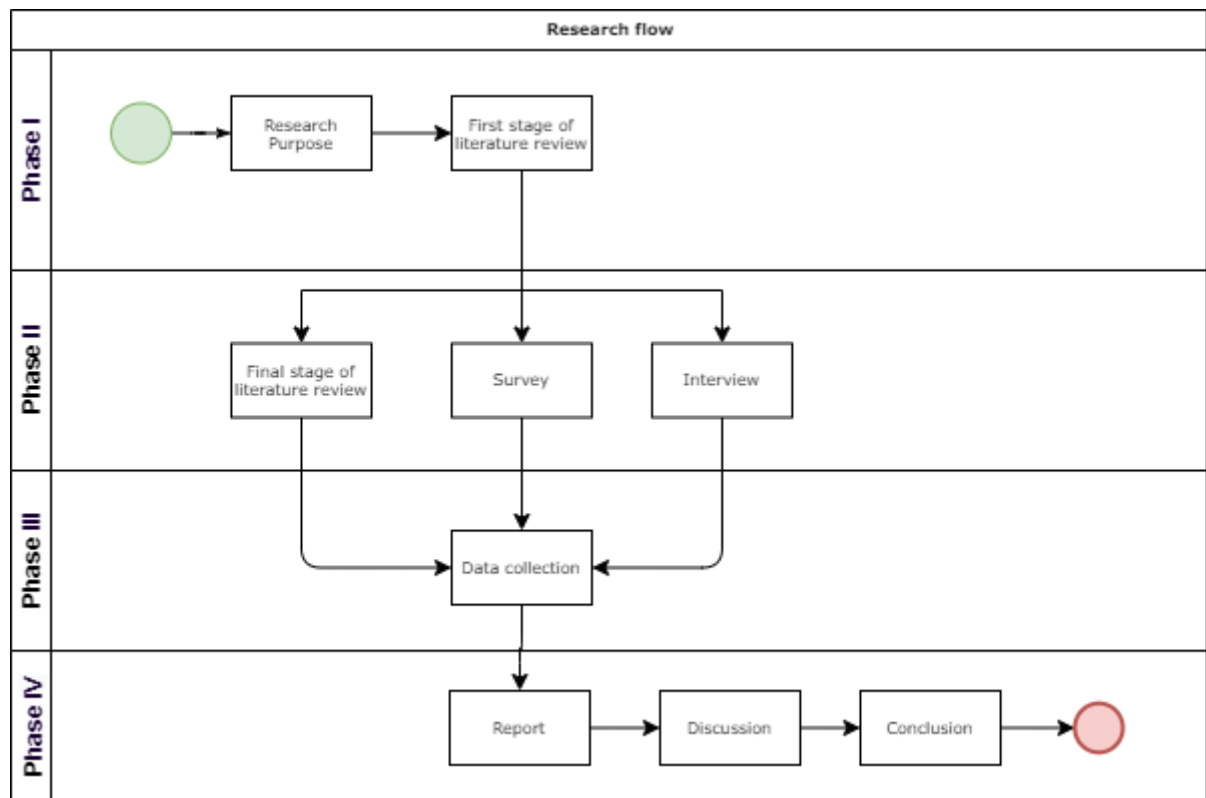 Research flow
Phase I
Research
Purpose
First stage of
literature review
Phase II
Final stage of
literature review
Survey
Interview
Phase III
Data collection
Phase IV
Report
Discussion
Conclusion